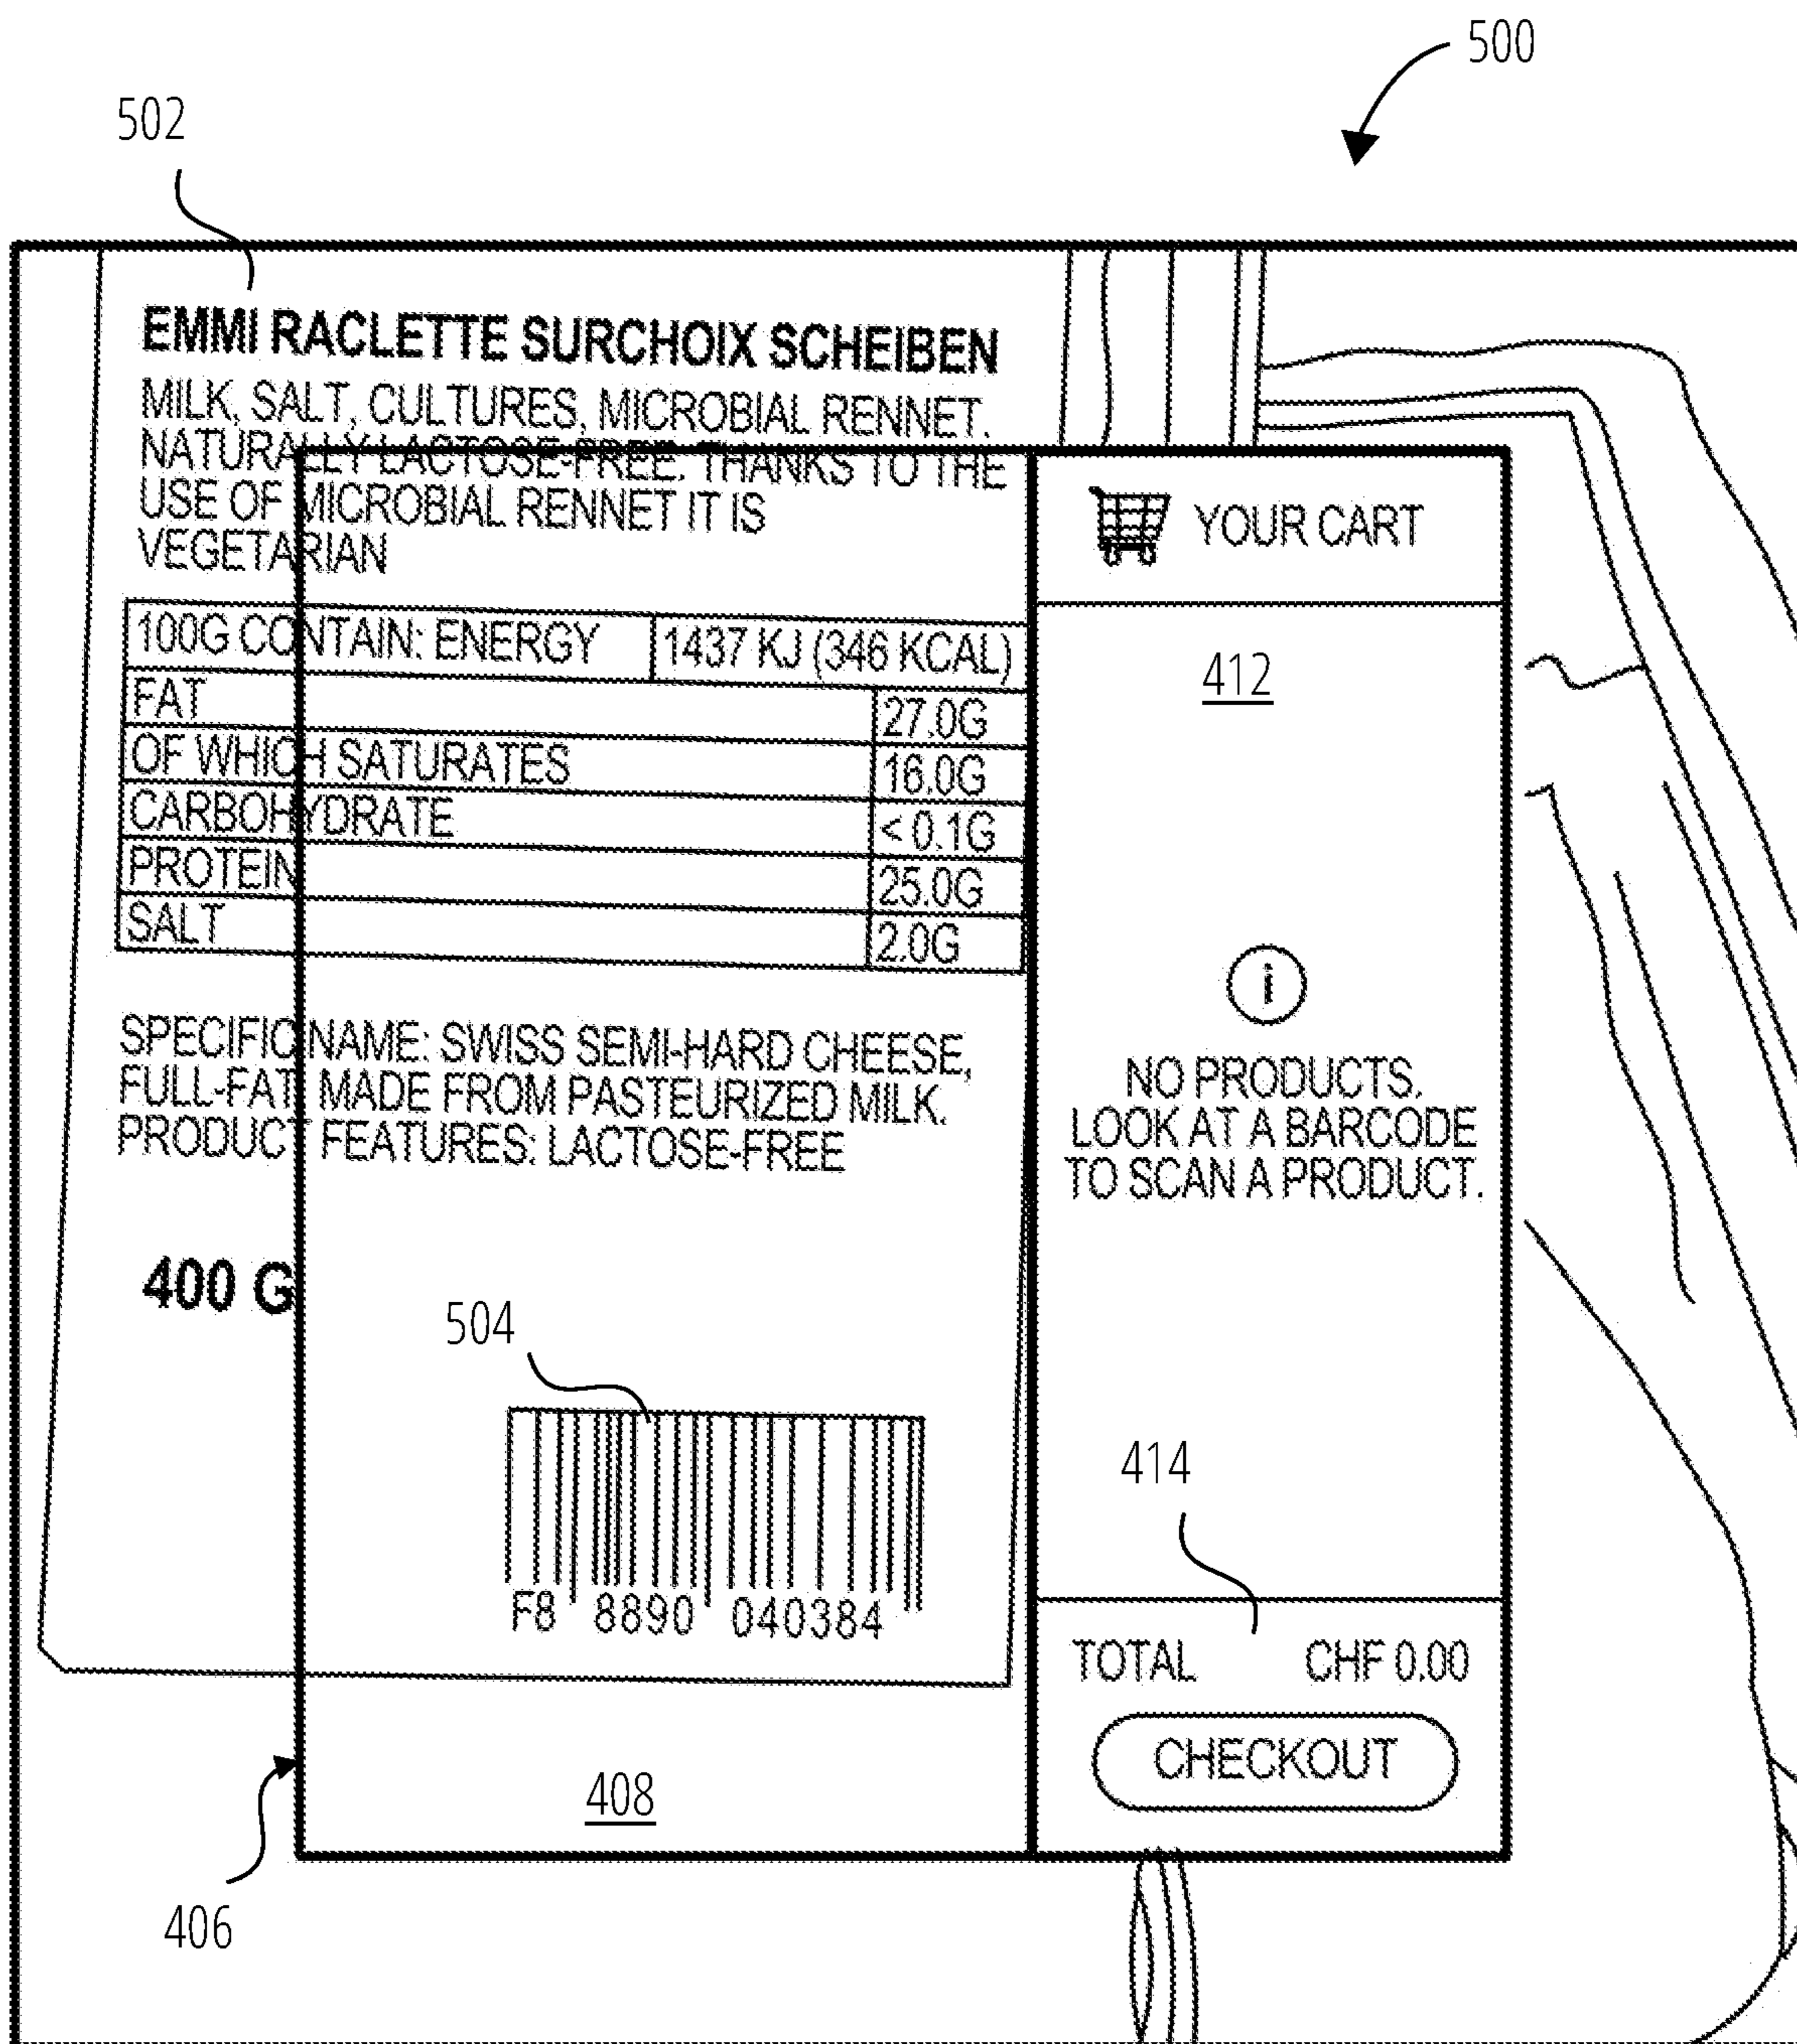 500
502
EMMI RACLETTE SURCHOIX SCHEIBEN
MILK, SALT, CULTURES, MICROBIAL RENNET.
NATURALLY LACTOSE-FREE. THANKS TO THE
USE OF MICROBIAL RENNET IT IS
VEGETARIAN
100G CONTAIN: ENERGY 1437 KJ (346 KCAL)
FAT 27.0G
OF WHICH SATURATES 16.0G
CARBOHYDRATE < 0.1G
PROTEIN 25.0G
SALT 2.0G
SPECIFIC NAME: SWISS SEMI-HARD CHEESE,
FULL-FAT, MADE FROM PASTEURIZED MILK.
PRODUCT FEATURES: LACTOSE-FREE
400 G
504
F8 8890 040384
408
406
YOUR CART
412
i
NO PRODUCTS.
LOOK AT A BARCODE
TO SCAN A PRODUCT.
414
TOTAL CHF 0.00
CHECKOUT